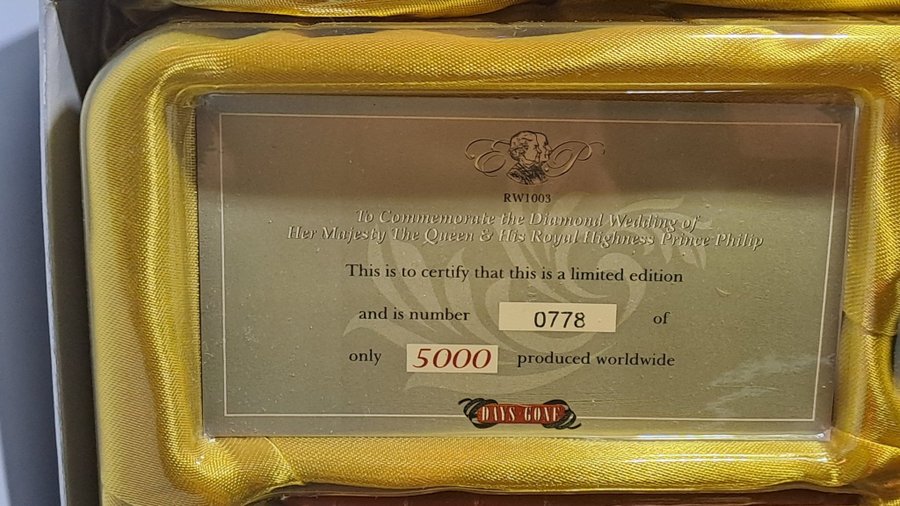 E P
RW1003
To Commemorate the Diamond Wedding of
Her Majesty The Queen & His Royal Highness Prince Philip
This is to certify that this is a limited edition
and is number 0778 of
only 5000 produced worldwide
DAYS GONE